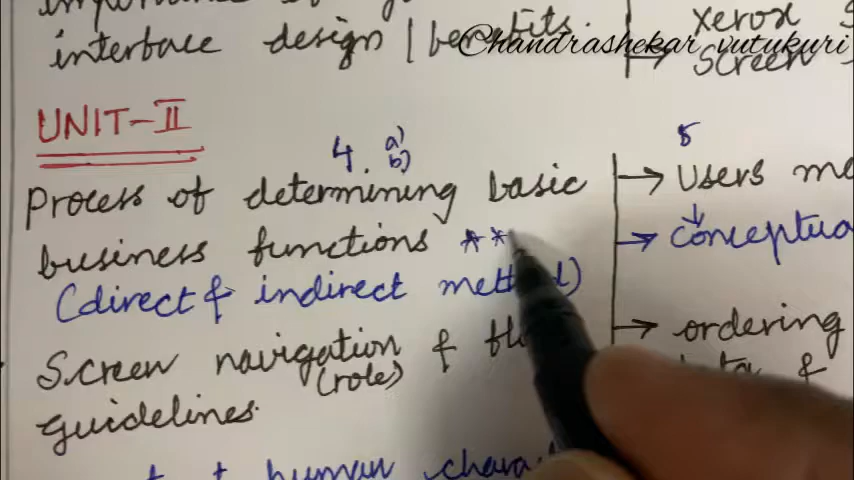 interface design | benefits
@Chandrashekar vutukuri
xerox
screen
UNIT-II
4. a)
b)
Process of determining basic
business functions **
(direct & indirect method)
Screen navigation &
(role)
guidelines.
human
5
Users
conceptua
ordering
&